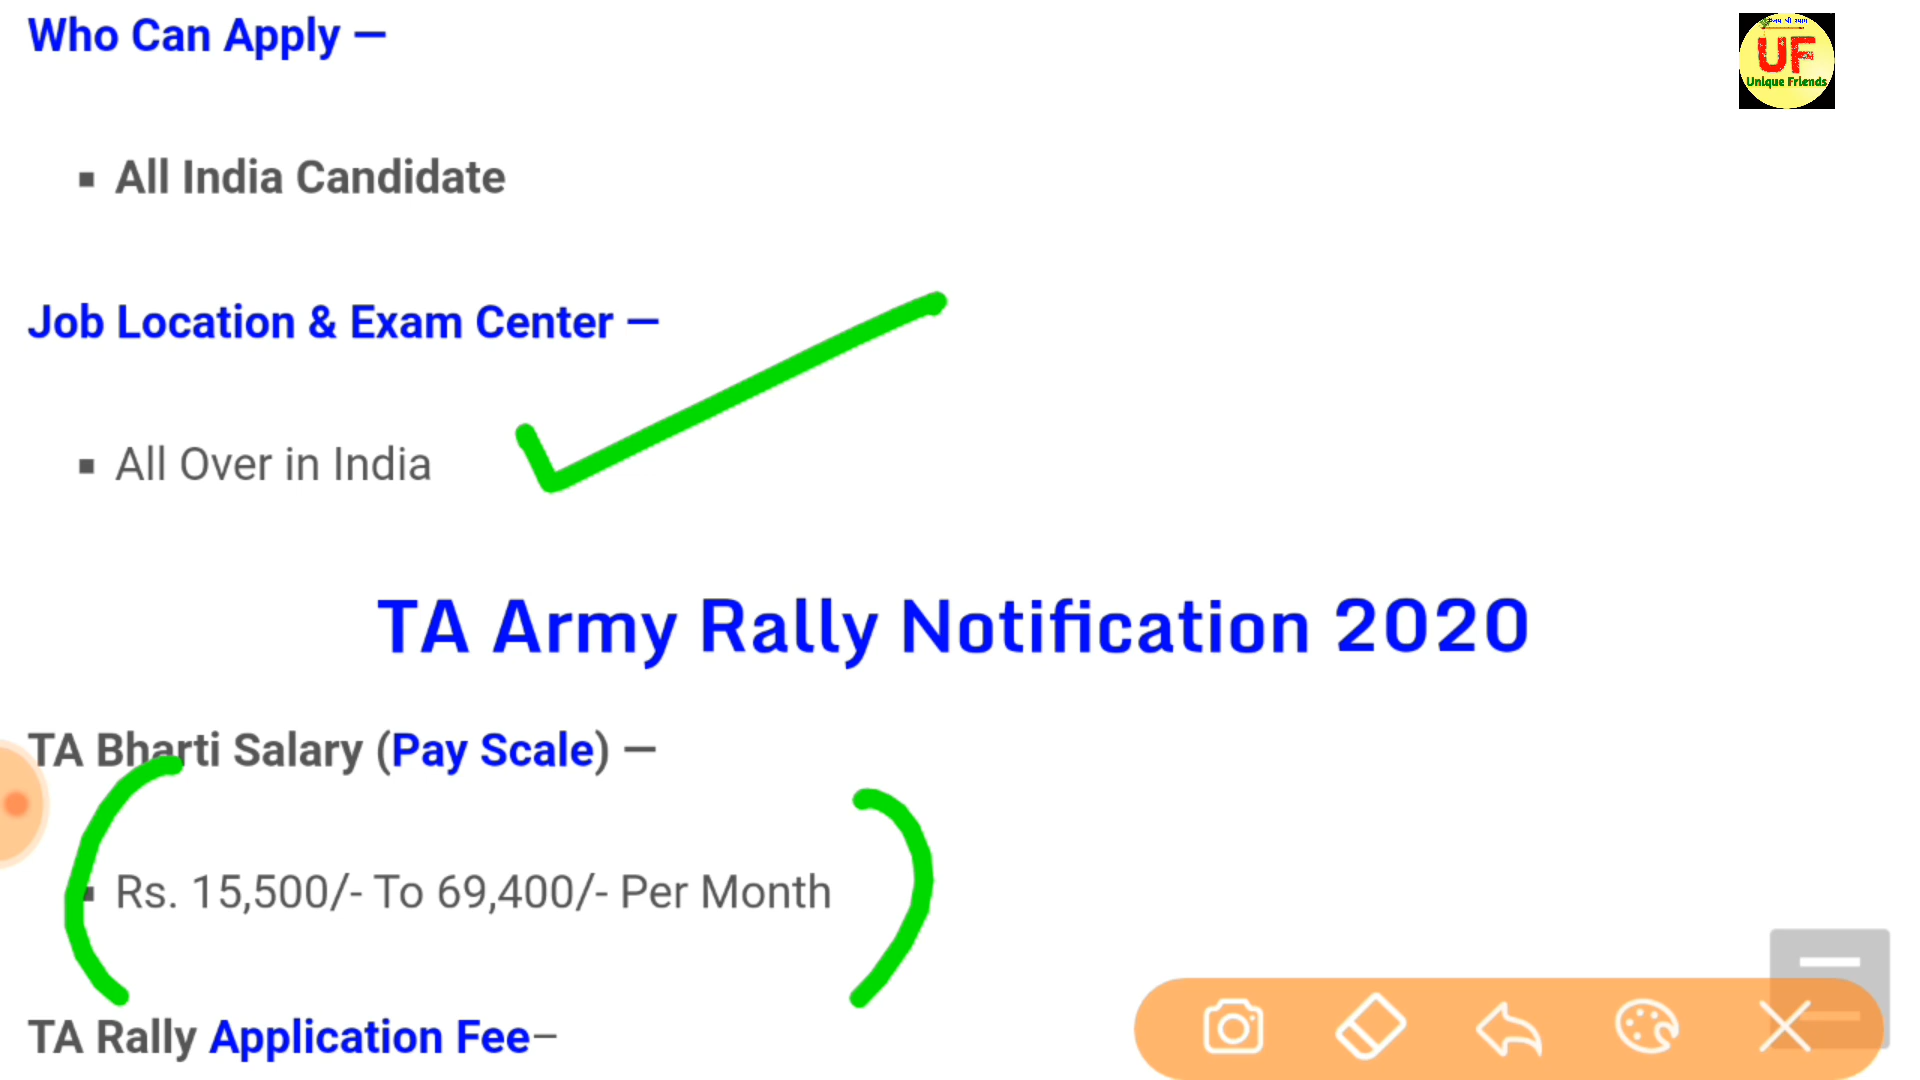 Who Can Apply —
UF
Unique Friends
▪ All India Candidate
Job Location & Exam Center —
▪ All Over in India
TA Army Rally Notification 2020
TA Bharti Salary (Pay Scale) —
▪ Rs. 15,500/- To 69,400/- Per Month
TA Rally Application Fee–